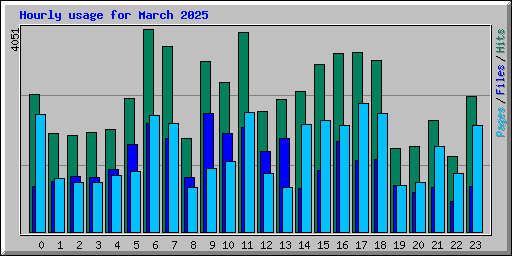 Hourly usage for March 2025
4051
Pages/Files/Hits
0 1 2 3 4 5 6 7 8 9 10 11 12 13 14 15 16 17 18 19 20 21 22 23